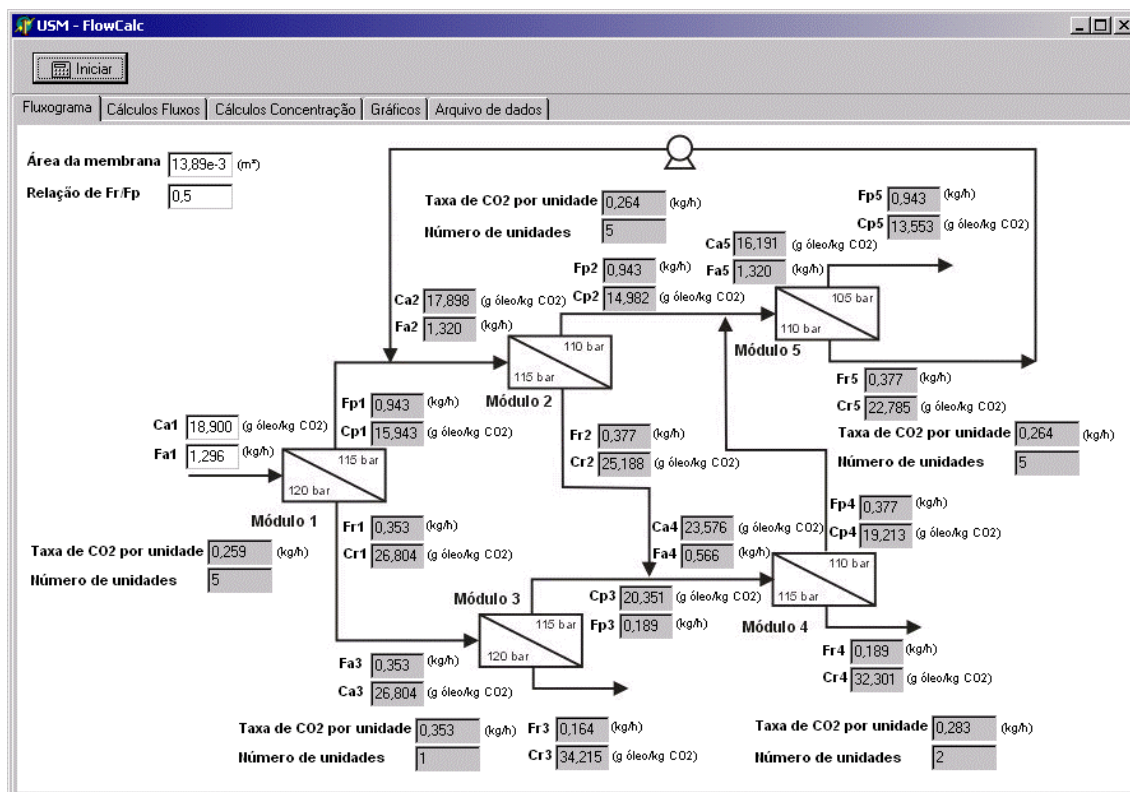 USM - FlowCalc
Iniciar
Fluxograma Cálculos Fluxos Cálculos Concentração Gráficos Arquivo de dados
Área da membrana 13,89e-3 (m²)
Relação de Fr/Fp 0,5
Taxa de CO2 por unidade 0,264 (kg/h)
Número de unidades 5
Fp5 0,943 (kg/h)
Cp5 13,553 (g óleo/kg CO2)
Ca5 16,191 (g óleo/kg CO2)
Fa5 1,320 (kg/h)
Fp2 0,943 (kg/h)
Cp2 14,982 (g óleo/kg CO2)
Ca2 17,898 (g óleo/kg CO2)
Fa2 1,320 (kg/h)
105 bar
110 bar
Módulo 5
110 bar
115 bar
Módulo 2
Fr5 0,377 (kg/h)
Cr5 22,785 (g óleo/kg CO2)
Taxa de CO2 por unidade 0,264 (kg/h)
Número de unidades 5
Fp1 0,943 (kg/h)
Cp1 15,943 (g óleo/kg CO2)
Ca1 18,900 (g óleo/kg CO2)
Fa1 1,296 (kg/h)
115 bar
120 bar
Módulo 1
Fr2 0,377 (kg/h)
Cr2 25,188 (g óleo/kg CO2)
Fp4 0,377 (kg/h)
Cp4 19,213 (g óleo/kg CO2)
Fr1 0,353 (kg/h)
Cr1 26,804 (g óleo/kg CO2)
Ca4 23,576 (g óleo/kg CO2)
Fa4 0,566 (kg/h)
Taxa de CO2 por unidade 0,259 (kg/h)
Número de unidades 5
110 bar
115 bar
Módulo 4
Cp3 20,351 (g óleo/kg CO2)
Fp3 0,189 (kg/h)
Módulo 3
115 bar
120 bar
Fr4 0,189 (kg/h)
Cr4 32,301 (g óleo/kg CO2)
Fa3 0,353 (kg/h)
Ca3 26,804 (g óleo/kg CO2)
Taxa de CO2 por unidade 0,353 (kg/h)
Número de unidades 1
Fr3 0,164 (kg/h)
Cr3 34,215 (g óleo/kg CO2)
Taxa de CO2 por unidade 0,283 (kg/h)
Número de unidades 2